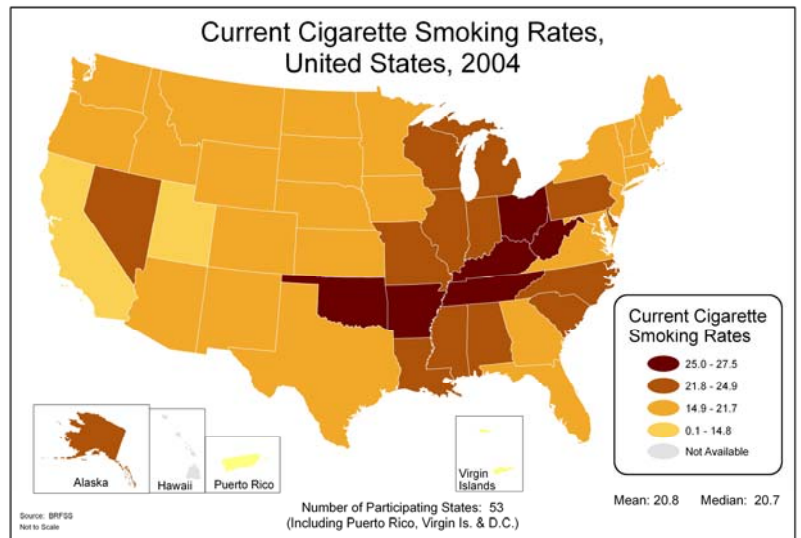 Current Cigarette Smoking Rates,
United States, 2004
Current Cigarette
Smoking Rates
25.0 - 27.5
21.8 - 24.9
14.9 - 21.7
0.1 - 14.8
Not Available
Alaska
Hawaii
Puerto Rico
Virgin
Islands
Mean: 20.8 Median: 20.7
Number of Participating States: 53
(Including Puerto Rico, Virgin Is. & D.C.)
Source: BRFSS
Not to Scale